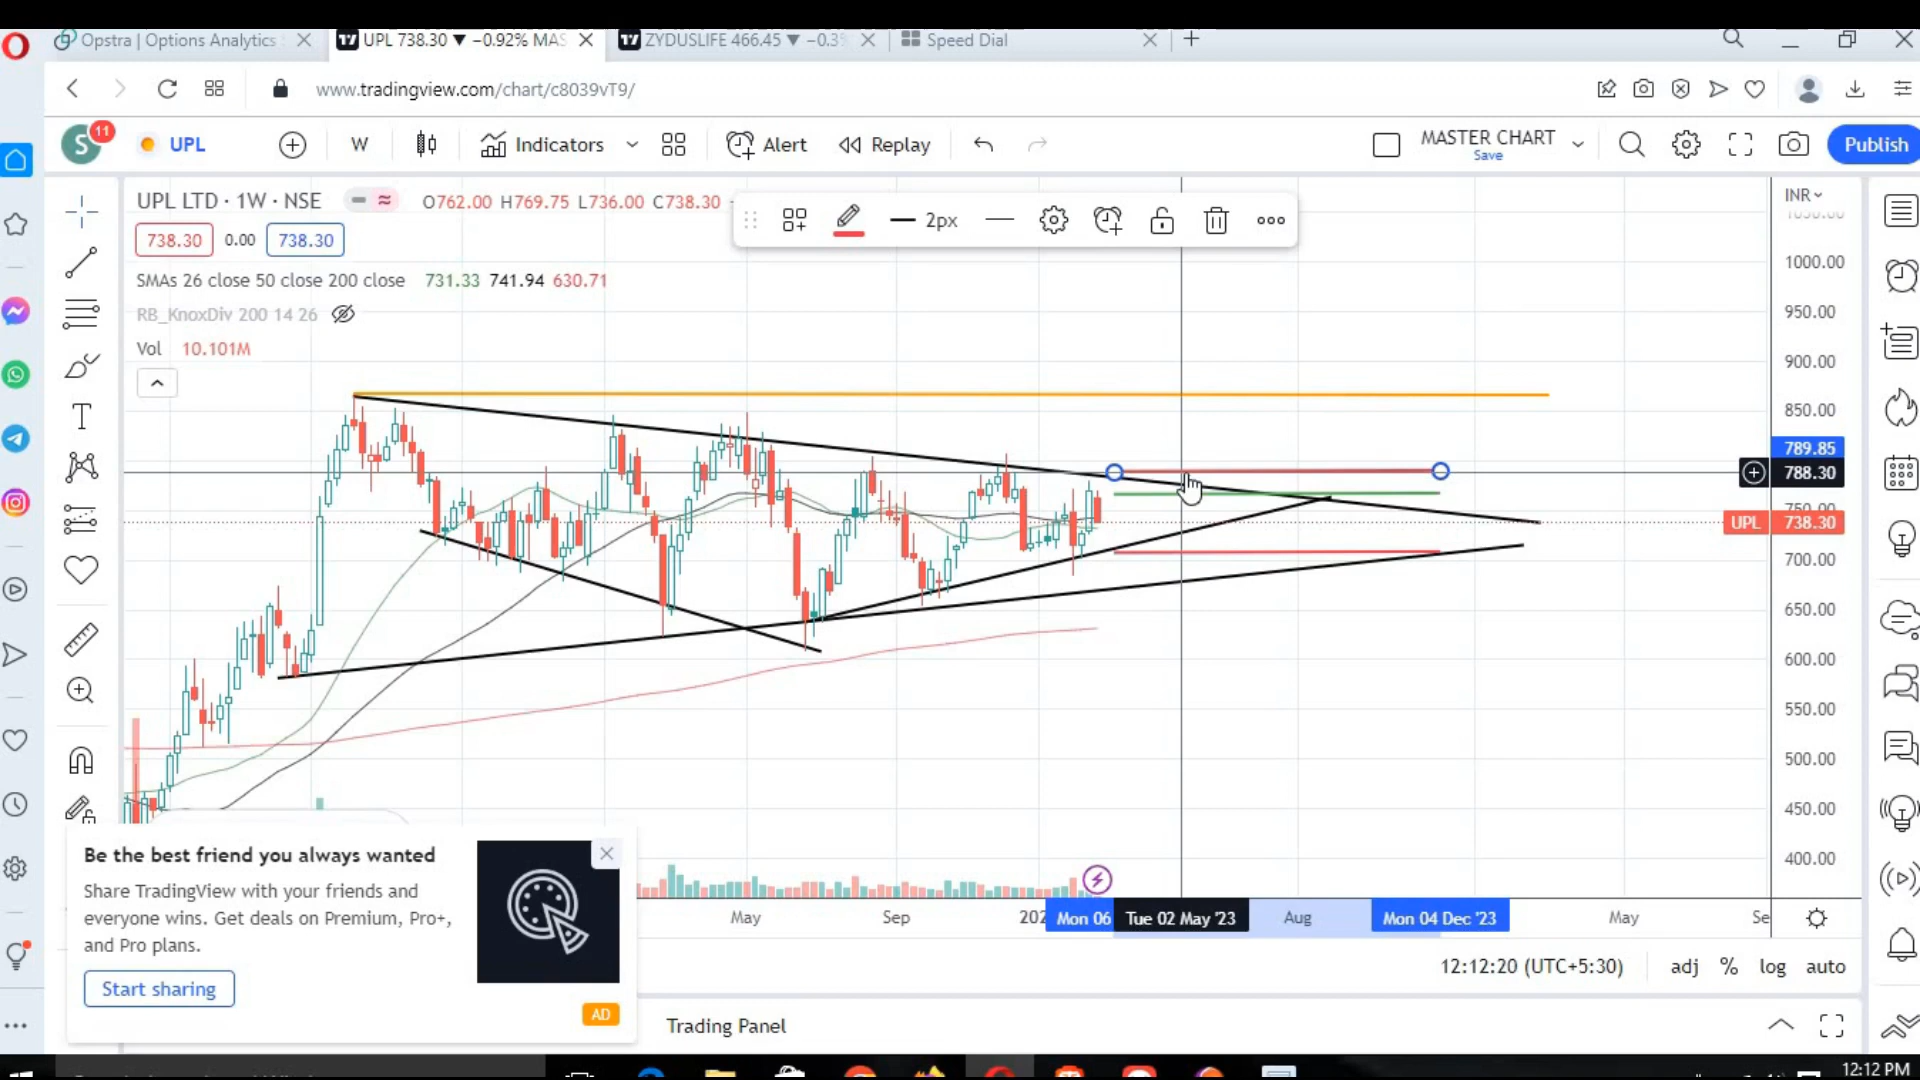 Opstra | Options Analytics
UPL 738.30 ▼ −0.92% MAS
ZYDUSLIFE 466.45 ▼ −0.3
Speed Dial
www.tradingview.com/chart/c8039vT9/
S
11
UPL
W
Indicators
Alert
Replay
MASTER CHART
Save
Publish
UPL LTD · 1W · NSE
O762.00 H769.75 L736.00 C738.30
2px
INR
738.30
0.00
738.30
SMAs 26 close 50 close 200 close 731.33 741.94 630.71
RB_KnoxDiv 200 14 26
Vol 10.101M
1000.00
950.00
900.00
850.00
789.85
788.30
750.00
UPL 738.30
700.00
650.00
600.00
550.00
500.00
450.00
400.00
May
Sep
202
Mon 06
Tue 02 May '23
Aug
Mon 04 Dec '23
May
Se
Be the best friend you always wanted
Share TradingView with your friends and
everyone wins. Get deals on Premium, Pro+,
and Pro plans.
Start sharing
AD
12:12:20 (UTC+5:30)
adj
%
log
auto
Trading Panel
12:12 PM